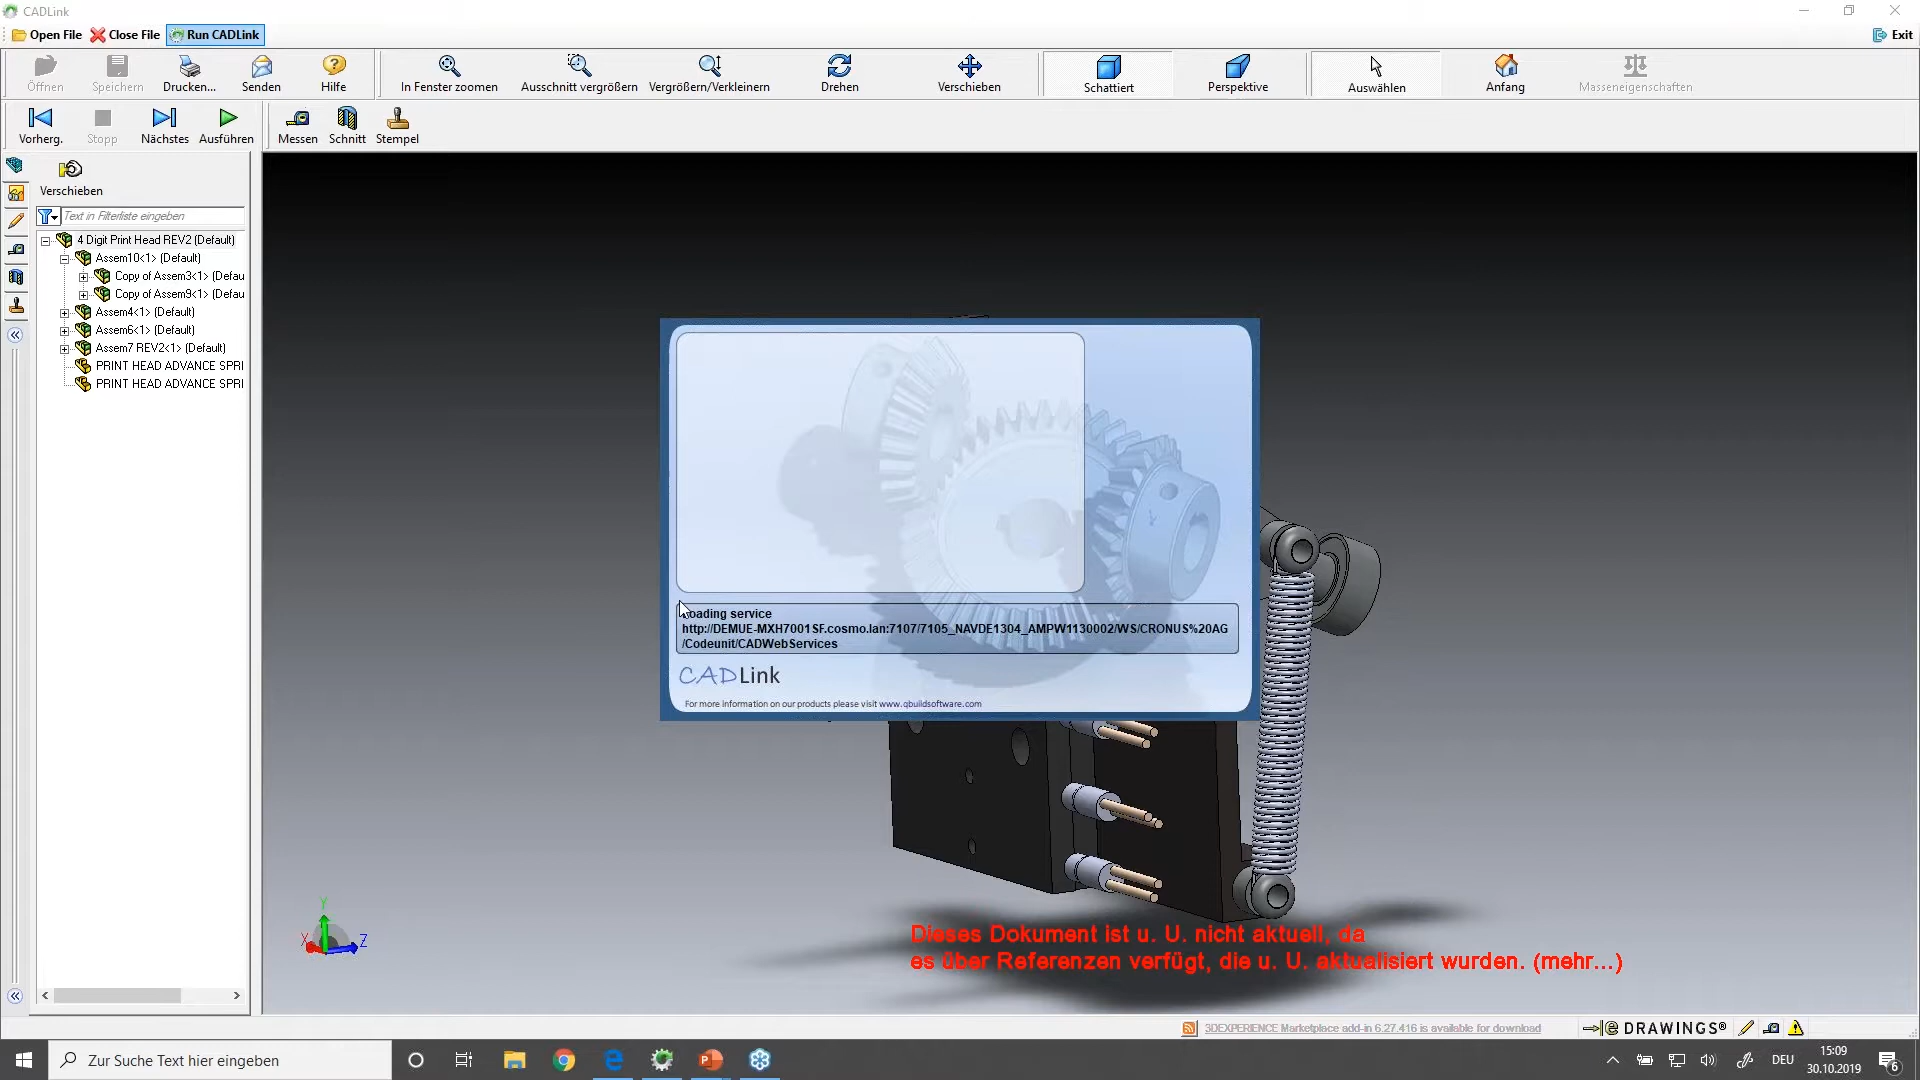 CADLink
Open File Close File Run CADLink Exit
Öffnen Speichern Drucken... Senden Hilfe In Fenster zoomen Ausschnitt vergrößern Vergrößern/Verkleinern Drehen Verschieben Schattiert Perspektive Auswählen Anfang Masseneigenschaften
Vorherg. Stopp Nächstes Ausführen Messen Schnitt Stempel
Verschieben
Text in Filterliste eingeben
4 Digit Print Head REV2 (Default)
Assem10<1> (Default)
Copy of Assem3<1> (Defau
Copy of Assem9<1> (Defau
Assem4<1> (Default)
Assem6<1> (Default)
Assem7 REV2<1> (Default)
PRINT HEAD ADVANCE SPRI
PRINT HEAD ADVANCE SPRI
oading service
http://DEMUE-MXH7001SF.cosmo.lan:7107/7105_NAVDE1304_AMPW1130002/WS/CRONUS%20AG
/Codeunit/CADWebServices
CADLink
For more information on our products please visit www.qbuildsoftware.com
Y
X Z
Dieses Dokument ist u. U. nicht aktuell, da
es über Referenzen verfügt, die u. U. aktualisiert wurden. (mehr...)
3DEXPERIENCE Marketplace add-in 6.27.416 is available for download
e DRAWINGS®
Zur Suche Text hier eingeben
DEU
15:09
30.10.2019
6